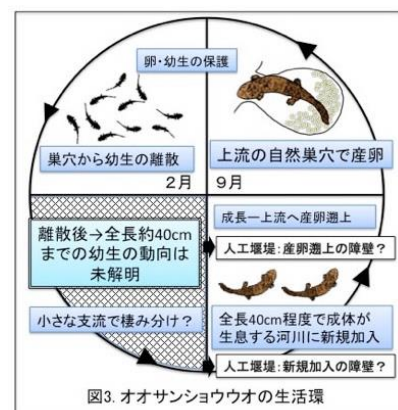 卵・幼生の保護
巣穴から幼生の離散
2月
上流の自然巣穴で産卵
9月
離散後→全長約40cm
までの幼生の動向は
未解明
小さな支流で棲み分け?
成長ー上流へ産卵遡上
人工堰堤:産卵遡上の障壁?
全長40cm程度で成体が
生息する河川に新規加入
人工堰堤:新規加入の障壁?
図3. オオサンショウウオの生活環